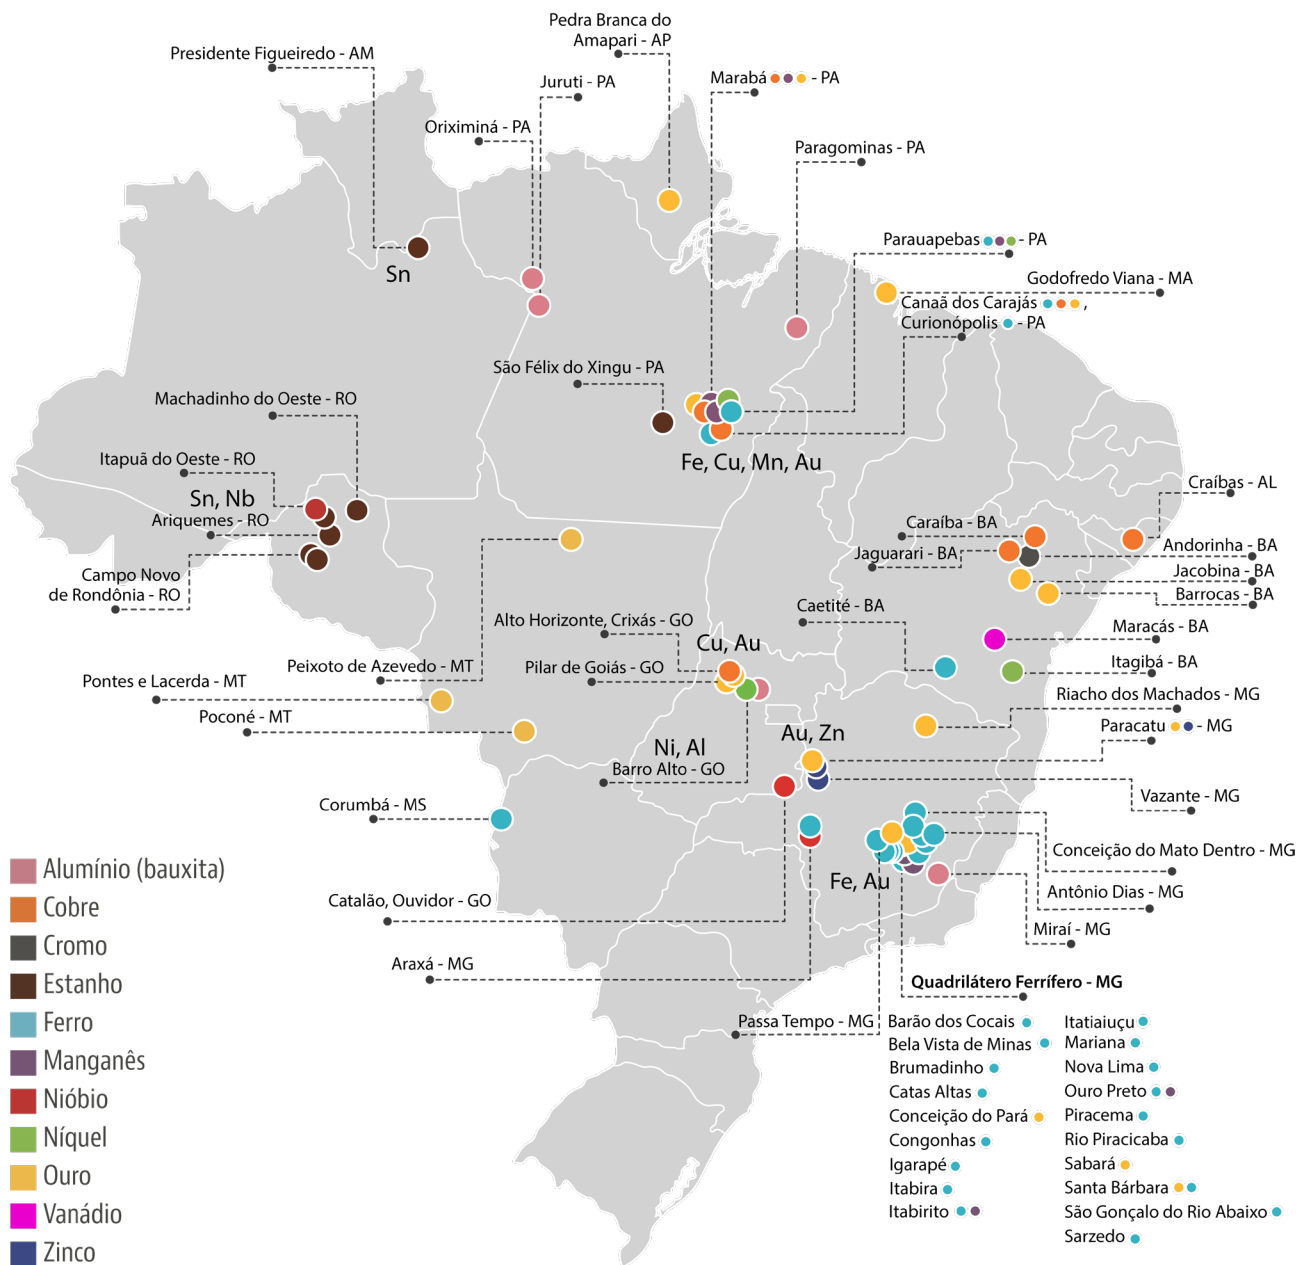 Pedra Branca do
Amapari - AP
Presidente Figueiredo - AM
Juruti - PA
Marabá - PA
Oriximiná - PA
Paragominas - PA
Parauapebas - PA
Sn
Godofredo Viana - MA
Canaã dos Carajás ,
Curionópolis - PA
São Félix do Xingu - PA
Machadinho do Oeste - RO
Itapuã do Oeste - RO
Fe, Cu, Mn, Au
Sn, Nb
Ariquemes - RO
Craíbas - AL
Caraíba - BA
Jaguarari - BA
Andorinha - BA
Jacobina - BA
Barrocas - BA
Campo Novo
de Rondônia - RO
Caetité - BA
Alto Horizonte, Crixás - GO
Cu, Au
Maracás - BA
Peixoto de Azevedo - MT
Pilar de Goiás - GO
Itagibá - BA
Pontes e Lacerda - MT
Riacho dos Machados - MG
Poconé - MT
Paracatu - MG
Au, Zn
Ni, Al
Barro Alto - GO
Corumbá - MS
Vazante - MG
Conceição do Mato Dentro - MG
Fe, Au
Antônio Dias - MG
Catalão, Ouvidor - GO
Miraí - MG
Araxá - MG
Quadrilátero Ferrífero - MG
Passa Tempo - MG
Barão dos Cocais
Bela Vista de Minas
Brumadinho
Catas Altas
Conceição do Pará
Congonhas
Igarapé
Itabira
Itabirito
Itatiaiuçu
Mariana
Nova Lima
Ouro Preto
Piracema
Rio Piracicaba
Sabará
Santa Bárbara
São Gonçalo do Rio Abaixo
Sarzedo
Alumínio (bauxita)
Cobre
Cromo
Estanho
Ferro
Manganês
Nióbio
Níquel
Ouro
Vanádio
Zinco